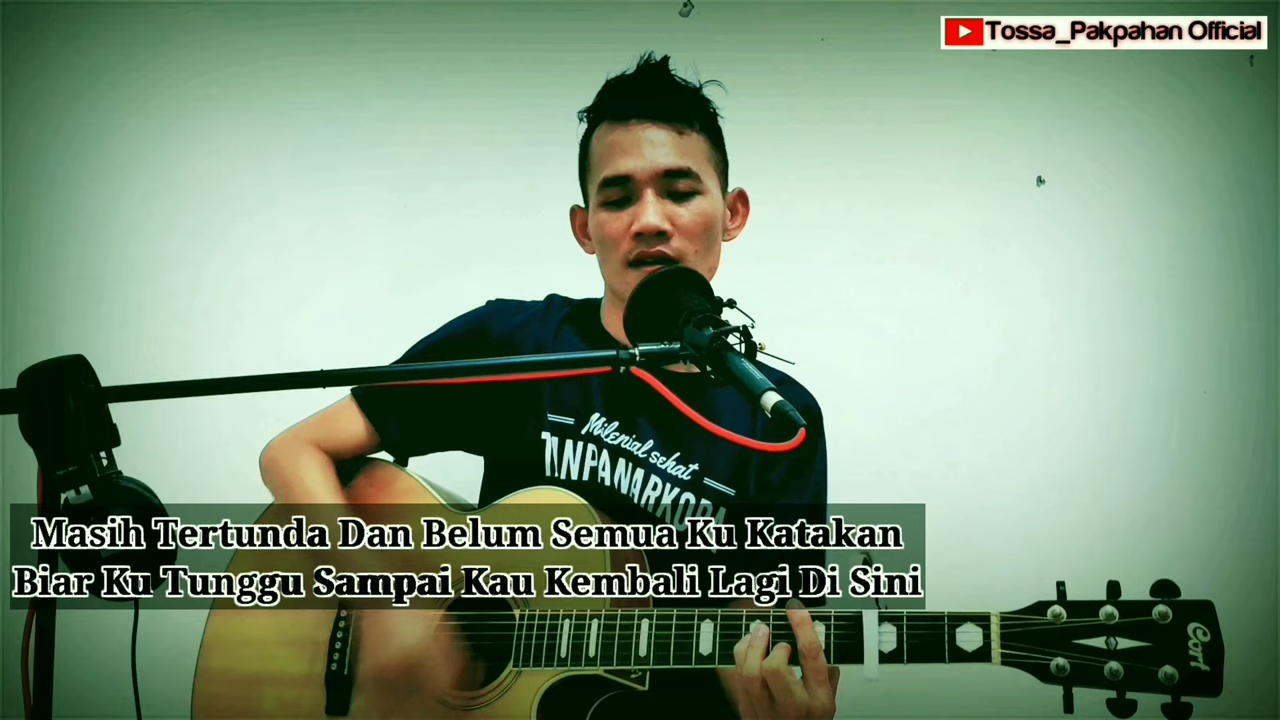 Tossa_Pakpahan Official
Milenial sehat
TANPANARKOBA
Masih Tertunda Dan Belum Semua Ku Katakan
Biar Ku Tunggu Sampai Kau Kembali Lagi Di Sini
Cort